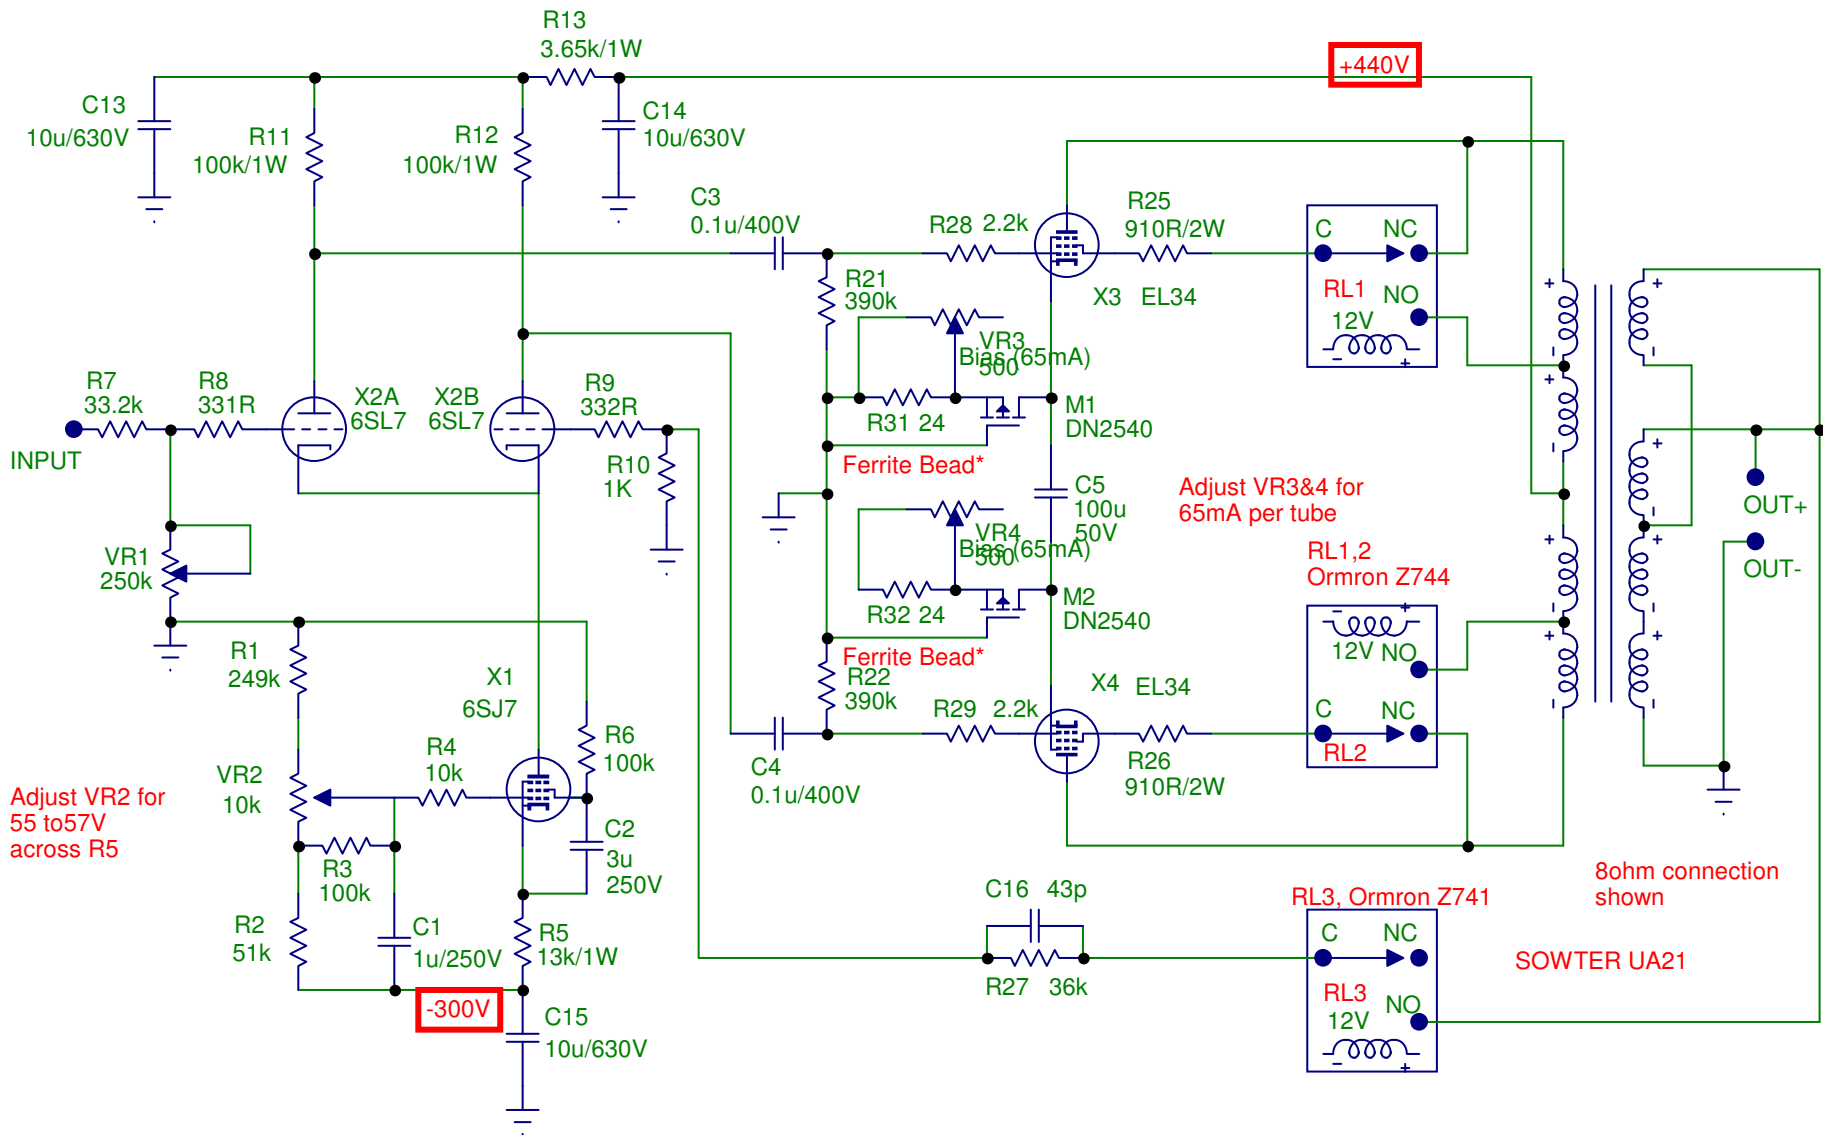 R13
3.65k/1W
+440V
C13
10u/630V
R11
100k/1W
R12
100k/1W
C14
10u/630V
C3
0.1u/400V
R28 2.2k
R25
910R/2W
C NC
RL1 NO
12V
- +
X3 EL34
R21
390k
VR3
500
Bias (65mA)
R31 24
M1
DN2540
Ferrite Bead*
R7
33.2k
R8
331R
X2A
6SL7
X2B
6SL7
R9
332R
INPUT
R10
1K
VR1
250k
C5
100u
50V
Adjust VR3&4 for
65mA per tube
VR4
500
Bias (65mA)
R32 24
M2
DN2540
Ferrite Bead*
RL1,2
Ormron Z744
- +
12V NO
C NC
RL2
OUT+
OUT-
R1
249k
X1
6SJ7
R22
390k
X4 EL34
R29 2.2k
R26
910R/2W
C4
0.1u/400V
R6
100k
R4
10k
VR2
10k
Adjust VR2 for
55 to57V
across R5
R3
100k
C2
3u
250V
R2
51k
C1
1u/250V
R5
13k/1W
-300V
C15
10u/630V
C16 43p
R27 36k
8ohm connection
shown
RL3, Ormron Z741
C NC
RL3 NO
12V
- +
SOWTER UA21
+ -
+ -
+ -
+ -
+ -
+ -
+ -
+ -